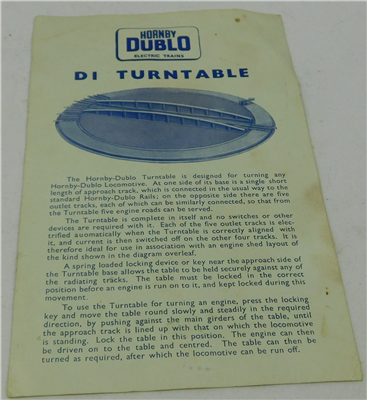 HORNBY
DUBLO
ELECTRIC TRAINS
D1 TURNTABLE
The Hornby-Dublo Turntable is designed for turning any
Hornby-Dublo Locomotive. At one side of its base is a single short
length of approach track, which is connected in the usual way to the
standard Hornby-Dublo Rails; on the opposite side there are five
outlet tracks, each of which can be similarly connected, so that from
the Turntable five engine roads can be served.
The Turntable is complete in itself and no switches or other
devices are required with it. Each of the five outlet tracks is elec-
trified automatically when the Turntable is correctly aligned with
it, and current is then switched off on the other four tracks. It is
therefore ideal for use in association with an engine shed layout of
the kind shown in the diagram overleaf.
A spring loaded locking device or key near the approach side of
the Turntable base allows the table to be held securely against any of
the radiating tracks. The table must be locked in the correct
position before an engine is run on to it, and kept locked during this
movement.
To use the Turntable for turning an engine, press the locking
key and move the table round slowly and steadily in the required
direction, by pushing against the main girders of the table, until
the approach track is lined up with that on which the locomotive
is standing. Lock the table in this position. The engine can then
be driven on to the table and centred. The table can then be
turned as required, after which the locomotive can be run off.